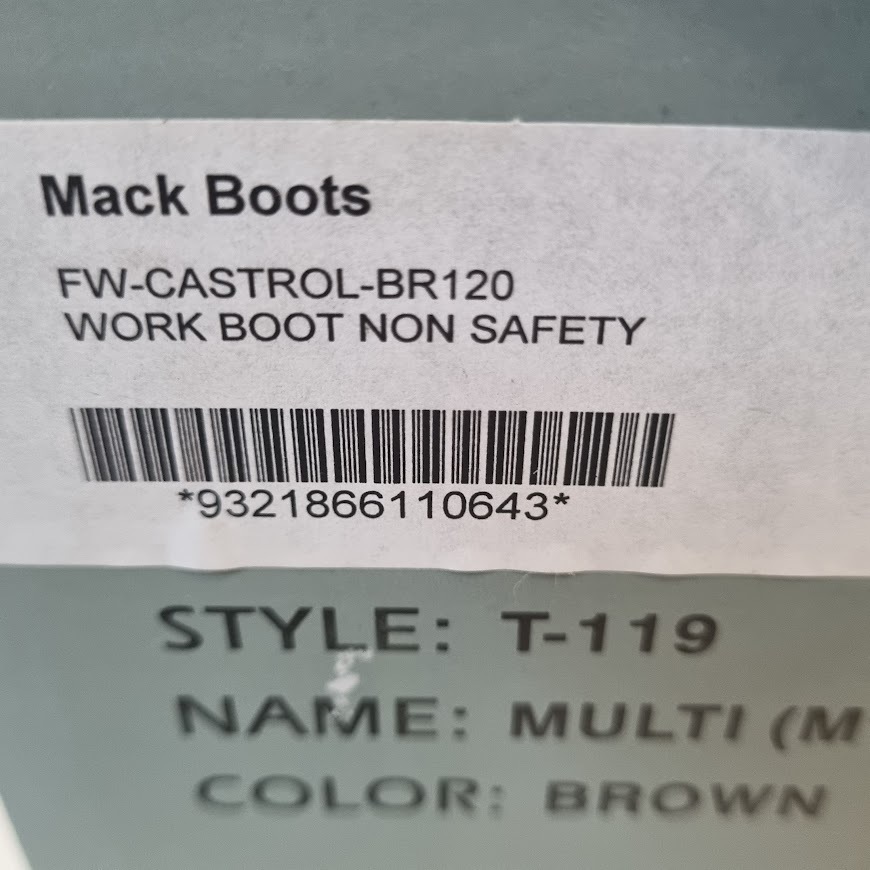 Mack Boots
FW-CASTROL-BR120
WORK BOOT NON SAFETY
*9321866110643*
STYLE: T-119
NAME: MULTI (M
COLOR: BROWN